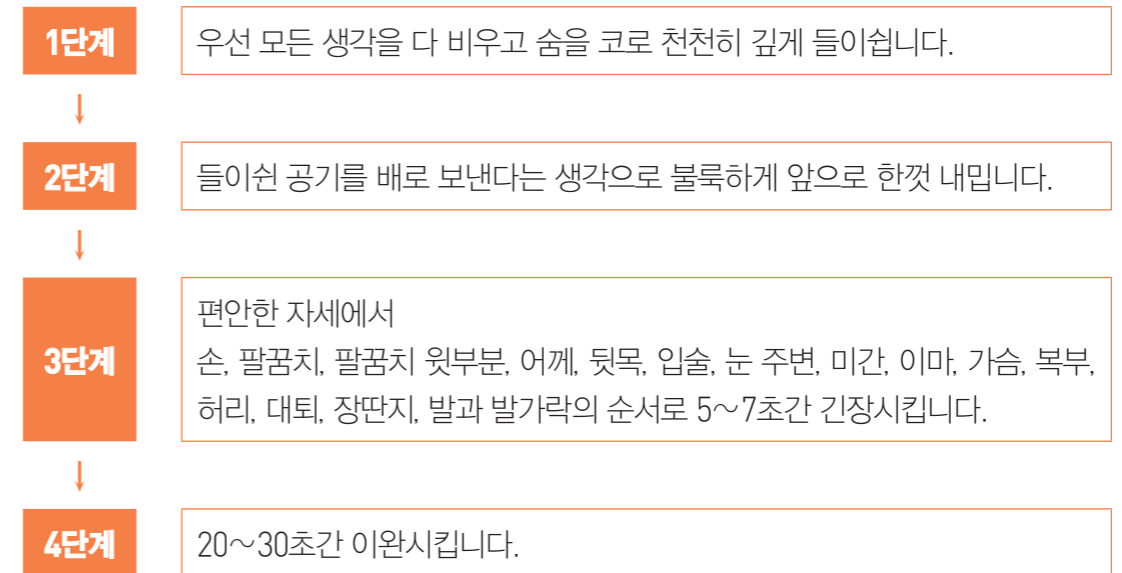 1단계
우선 모든 생각을 다 비우고 숨을 코로 천천히 깊게 들이쉽니다.
↓
2단계
들이쉰 공기를 배로 보낸다는 생각으로 불룩하게 앞으로 한껏 내밉니다.
↓
3단계
편안한 자세에서
손, 팔꿈치, 팔꿈치 윗부분, 어께, 뒷목, 입술, 눈 주변, 미간, 이마, 가슴, 복부,
허리, 대퇴, 장딴지, 발과 발가락의 순서로 5~7초간 긴장시킵니다.
↓
4단계
20~30초간 이완시킵니다.